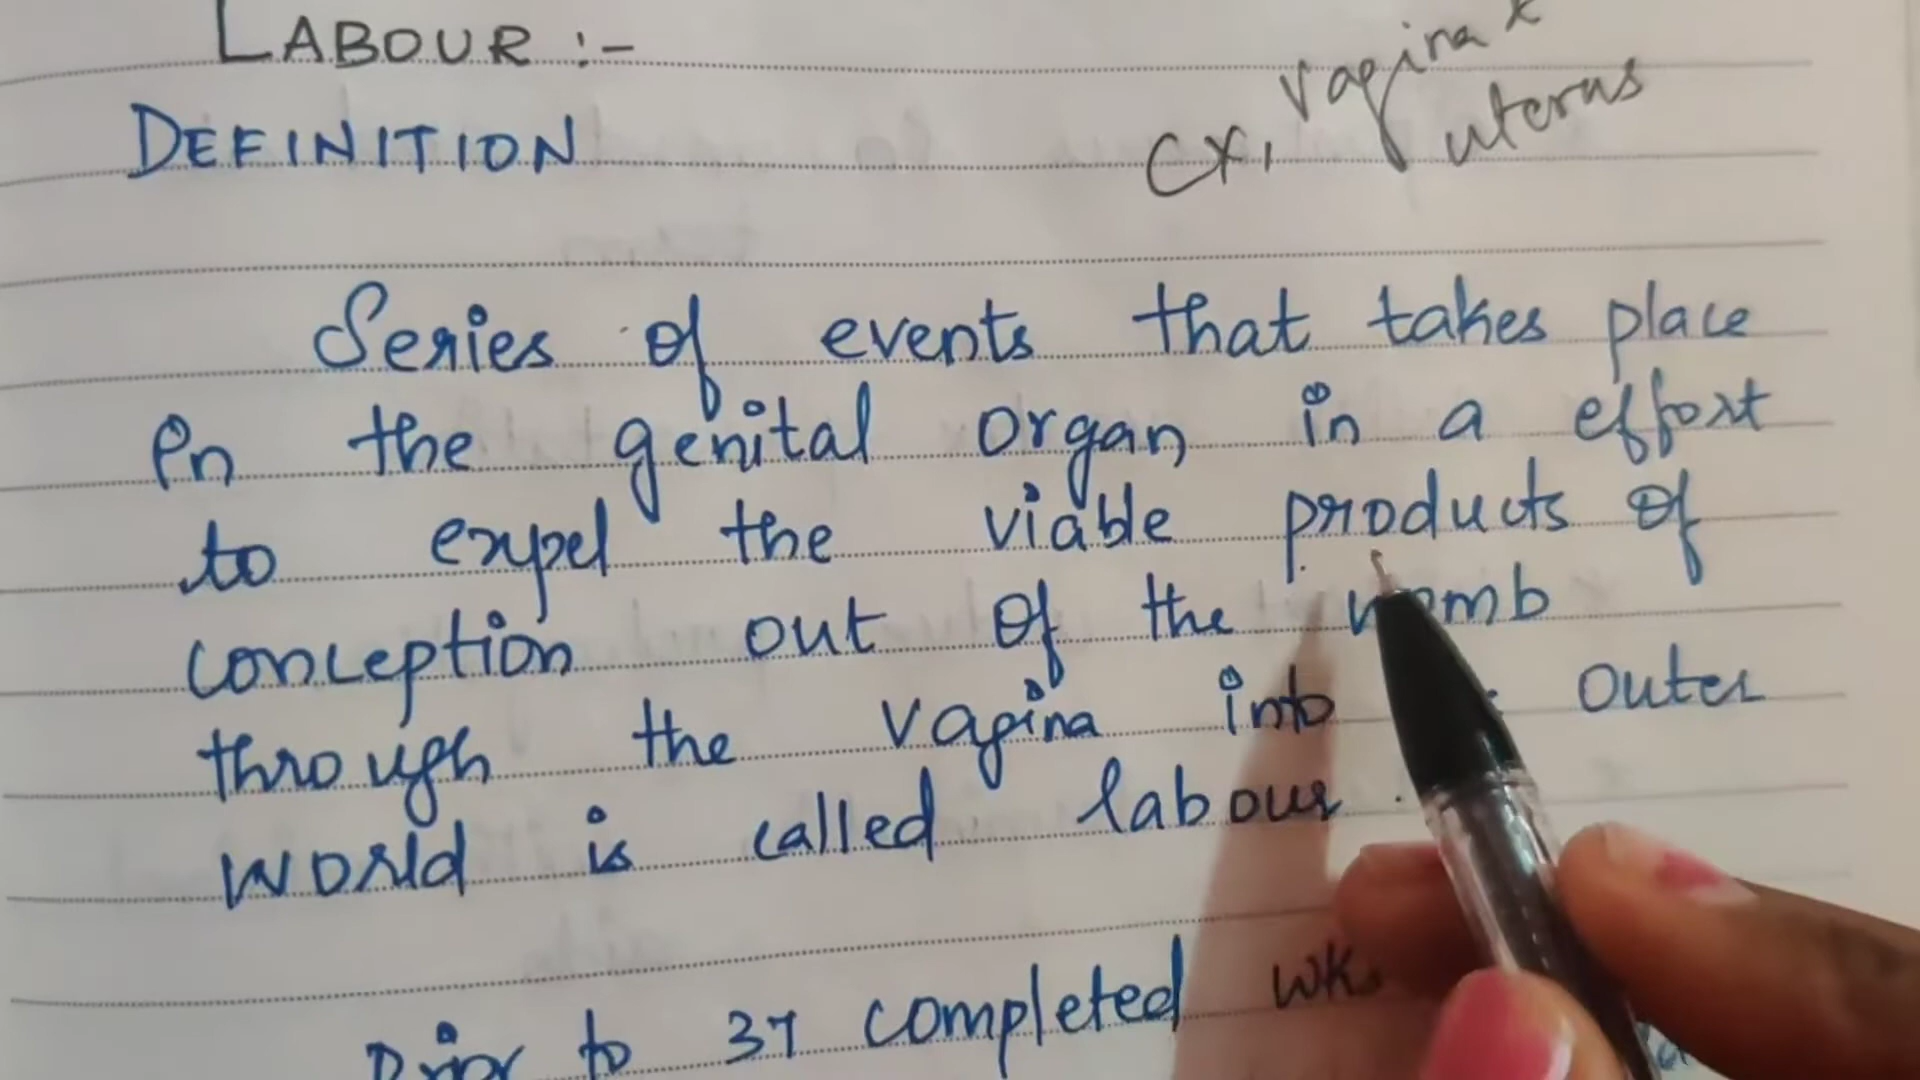 LABOUR :-
DEFINITION
Cx, vagina x
uterus
Series of events that takes place
in the genital organ in a effort
to expel the viable products of
conception out of the womb
through the vagina into outer
world is called labour.
Prior to 37 completed wk